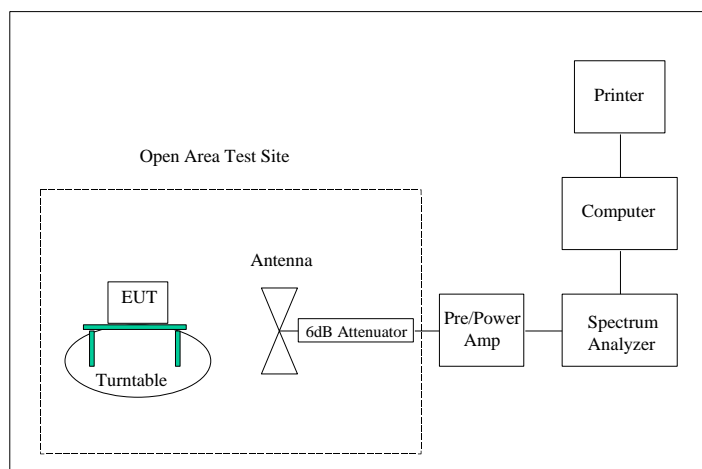 Printer
Open Area Test Site
Computer
Antenna
EUT
6dB Attenuator
Pre/Power
Amp
Spectrum
Analyzer
Turntable